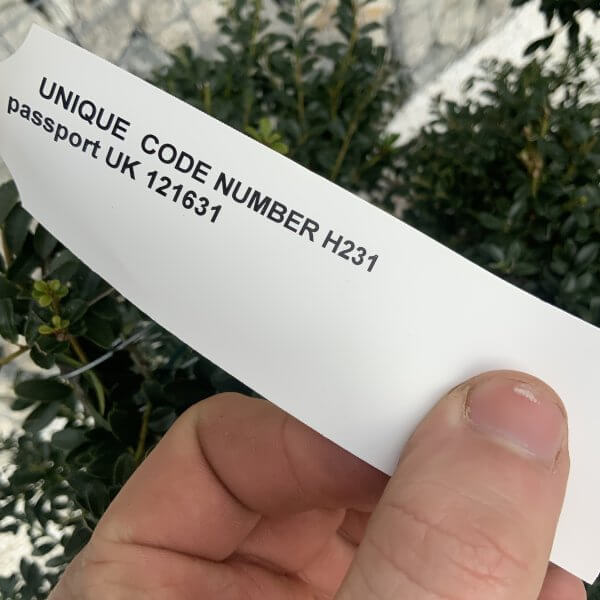 UNIQUE CODE NUMBER H231
passport UK 121631